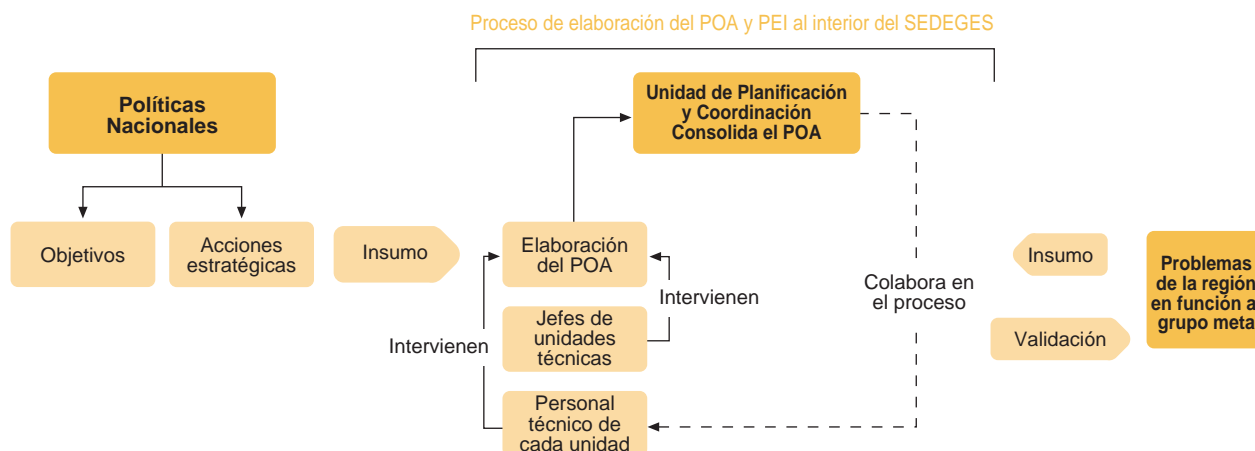 Proceso de elaboración del POA y PEI al interior del SEDEGES
Políticas
Nacionales
Unidad de Planificación
y Coordinación
Consolida el POA
Objetivos
Acciones
estratégicas
Insumo
Elaboración
del POA
Intervienen
Jefes de
unidades
técnicas
Intervienen
Personal
técnico de
cada unidad
Colabora en
el proceso
Insumo
Validación
Problemas
de la región
en función a
grupo meta